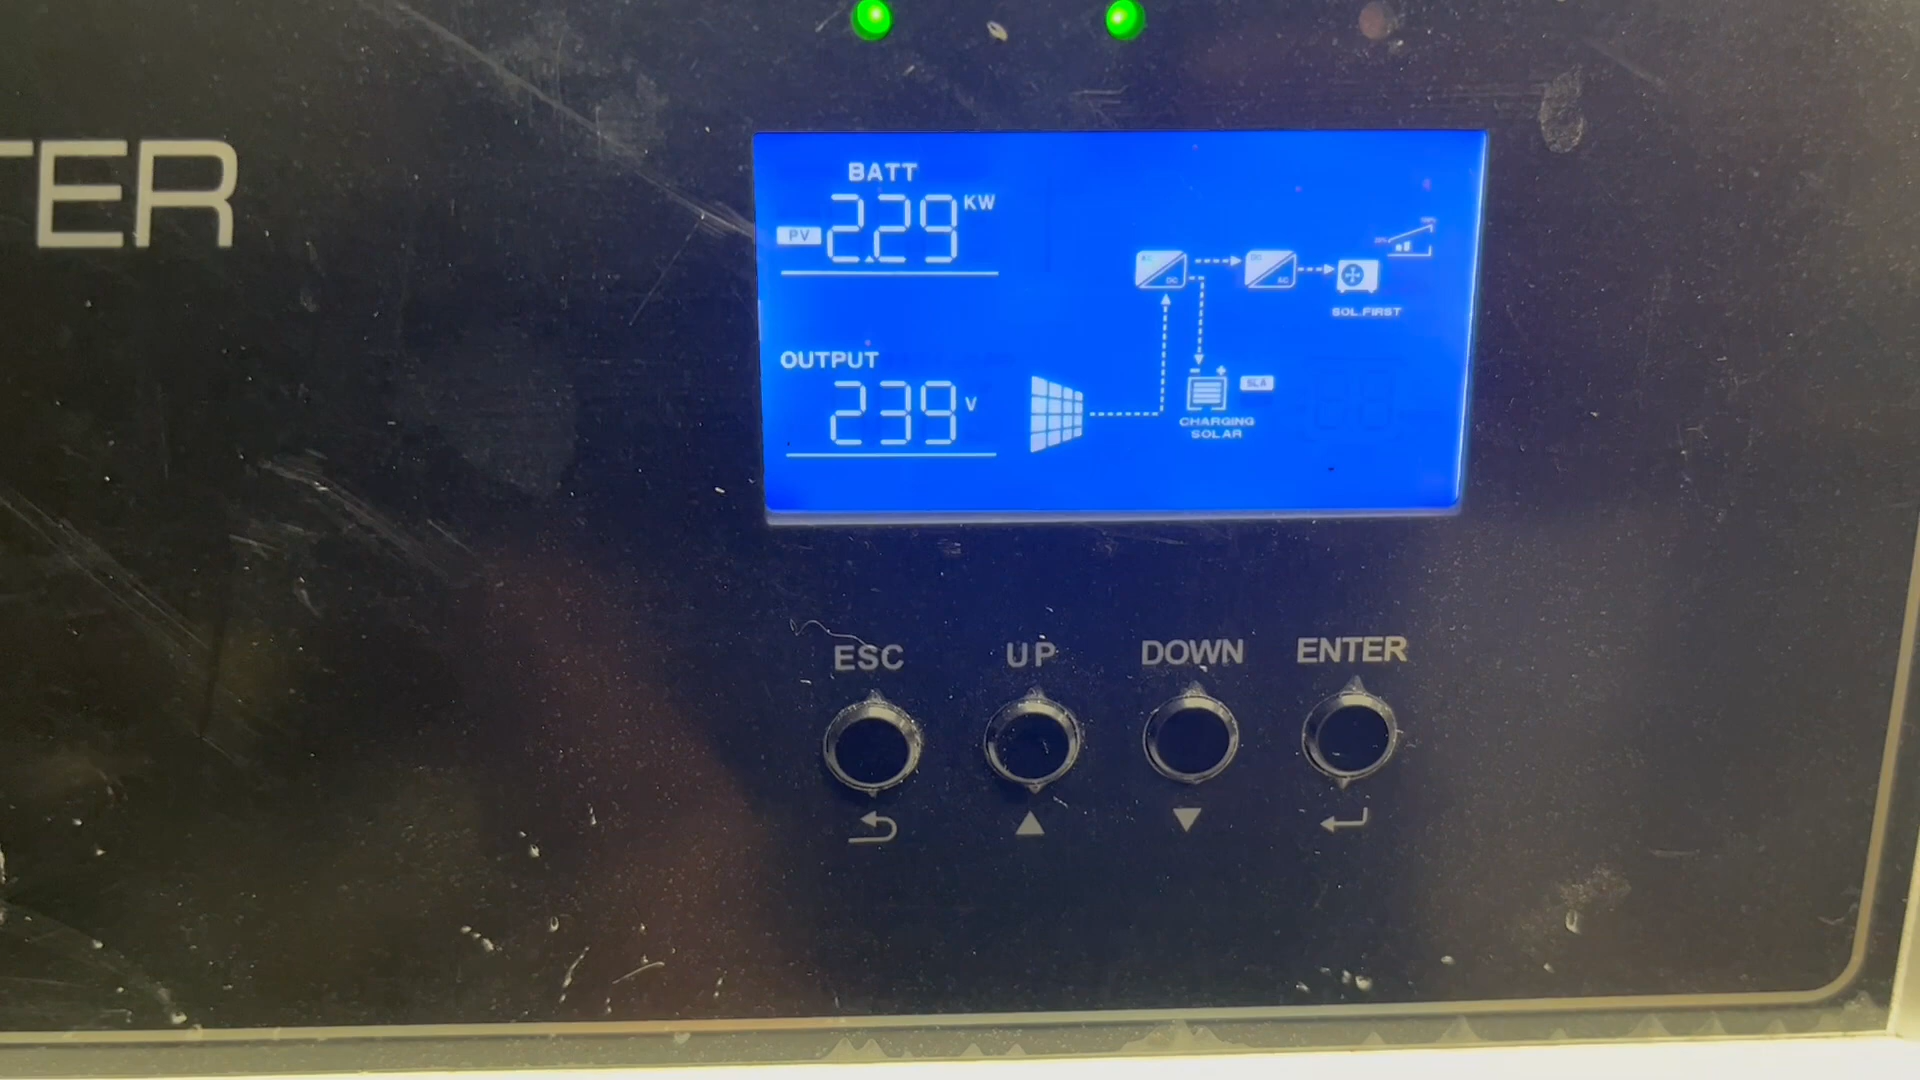 TER
BATT
PV 2.29 KW
SOL.FIRST
OUTPUT
239 V
SLA
CHARGING
SOLAR
ESC UP DOWN ENTER